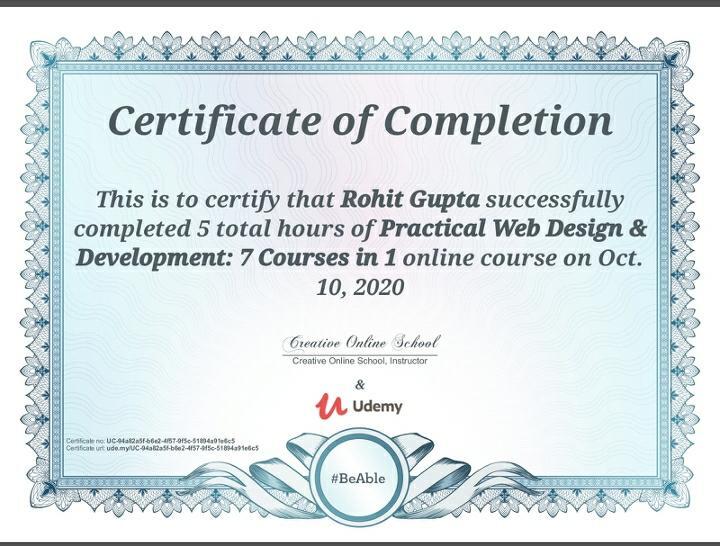 Certificate of Completion
This is to certify that Rohit Gupta successfully
completed 5 total hours of Practical Web Design &
Development: 7 Courses in 1 online course on Oct.
10, 2020
Creative Online School
Creative Online School, Instructor
&
Udemy
Certificate no: UC-94a82a5f-b6e2-4f57-9f5c-51894a91e6c5
Certificate url: ude.my/UC-94a82a5f-b6e2-4f57-9f5c-51894a91e6c5
#BeAble